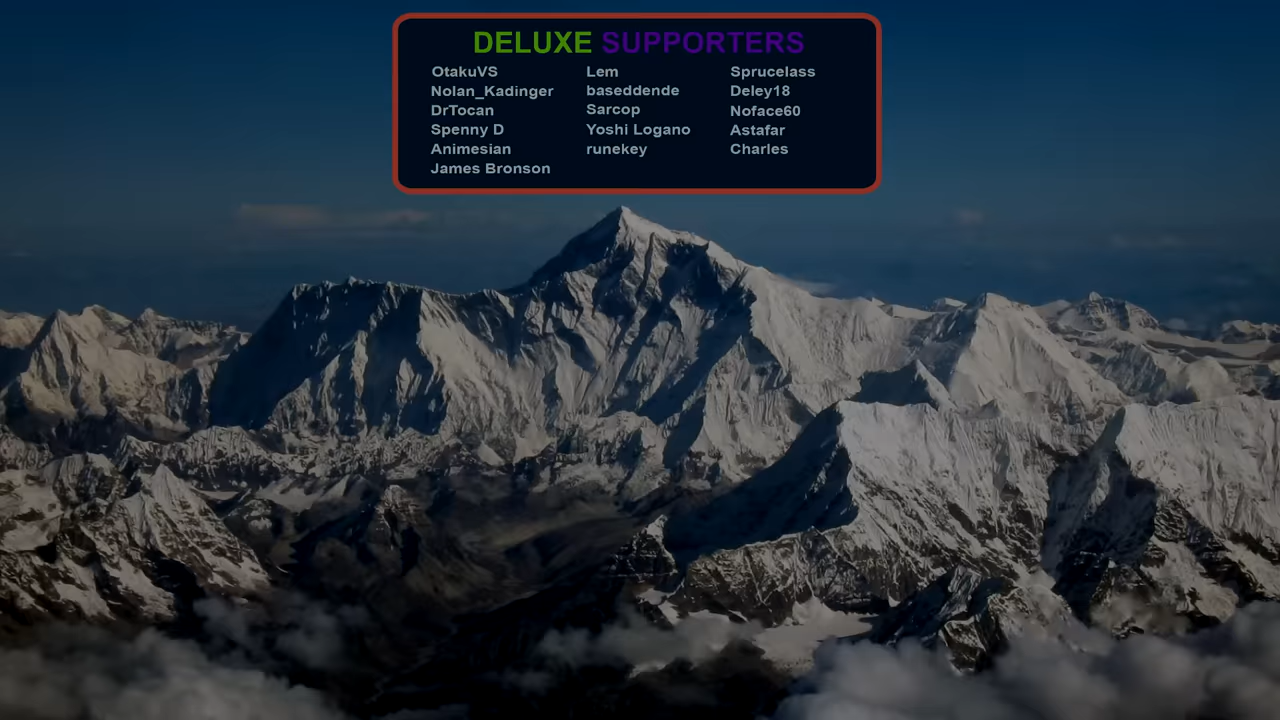 DELUXE SUPPORTERS
OtakuVS
Nolan_Kadinger
DrTocan
Spenny D
Animesian
James Bronson
Lem
baseddende
Sarcop
Yoshi Logano
runekey
Sprucelass
Deley18
Noface60
Astafar
Charles